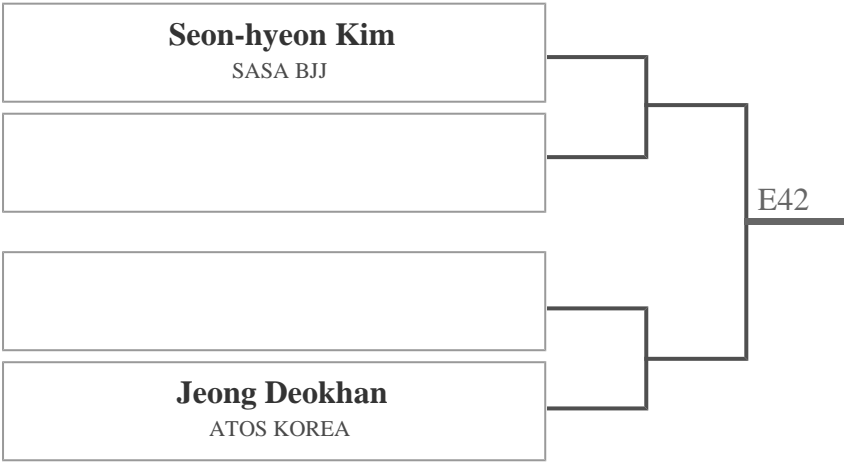 Seon-hyeon Kim
SASA BJJ
E42
Jeong Deokhan
ATOS KOREA